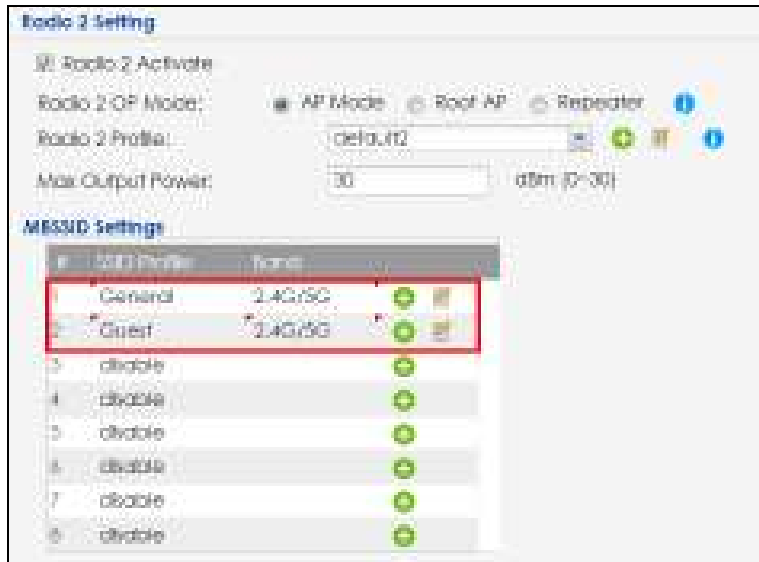 Radio 2 Setting
Radio 2 Activate
Radio 2 OP Mode: AP Mode Root AP Repeater
Radio 2 Profile: default2
Max Output Power: 30 dBm (0~30)
MBSSID Settings
# SSID Profile Band
1 General 2.4G/5G
2 Guest 2.4G/5G
3 disable
4 disable
5 disable
6 disable
7 disable
8 disable